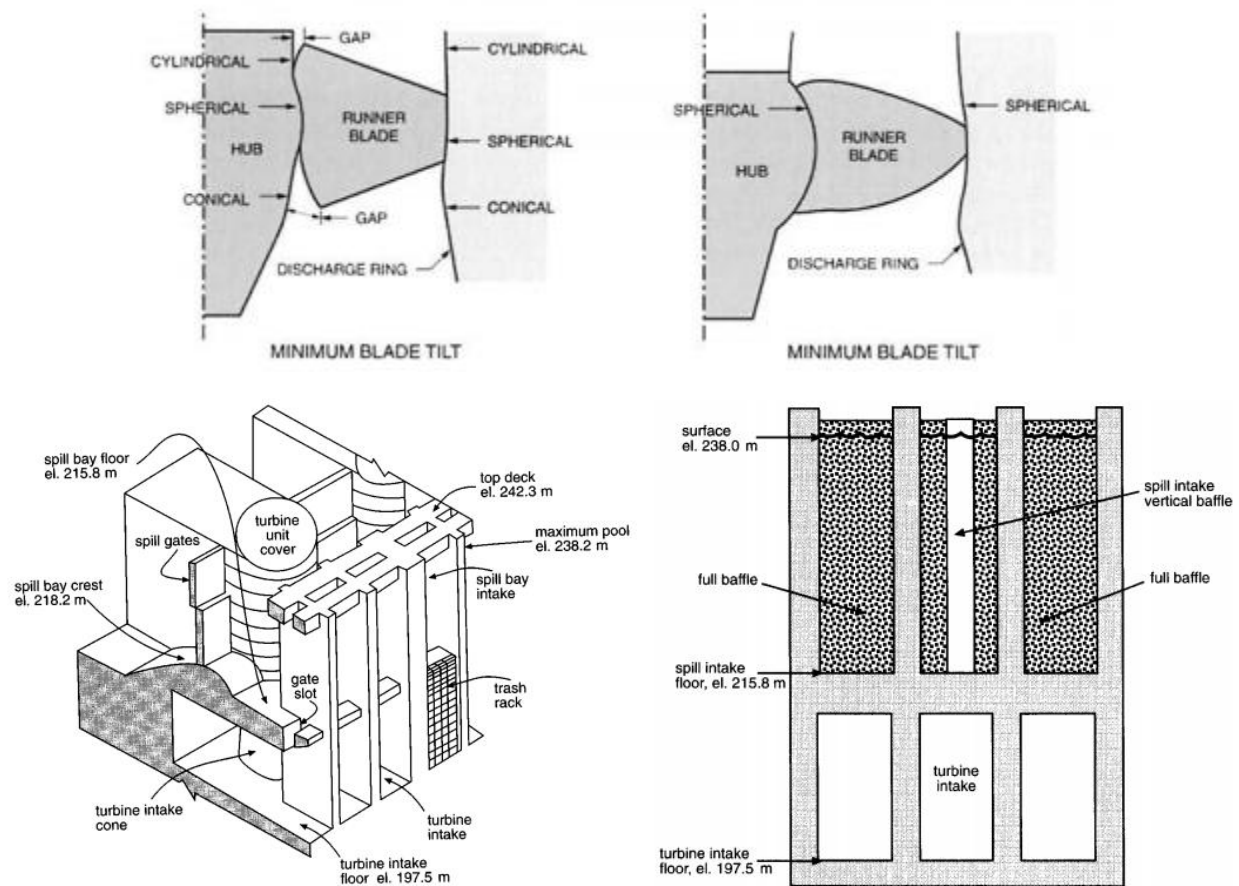 GAP
CYLINDRICAL
SPHERICAL
RUNNER
BLADE
HUB
CONICAL
GAP
CYLINDRICAL
SPHERICAL
CONICAL
DISCHARGE RING
MINIMUM BLADE TILT
SPHERICAL
SPHERICAL
RUNNER
BLADE
HUB
DISCHARGE RING
MINIMUM BLADE TILT
spill bay floor
el. 215.8 m
top deck
el. 242.3 m
turbine
unit
cover
maximum pool
el. 238.2 m
spill gates
spill bay
intake
spill bay crest
el. 218.2 m
gate
slot
trash
rack
turbine intake
cone
turbine
intake
turbine intake
floor el. 197.5 m
surface
el. 238.0 m
spill intake
vertical baffle
full baffle
full baffle
spill intake
floor, el. 215.8 m
turbine
intake
turbine intake
floor, el. 197.5 m